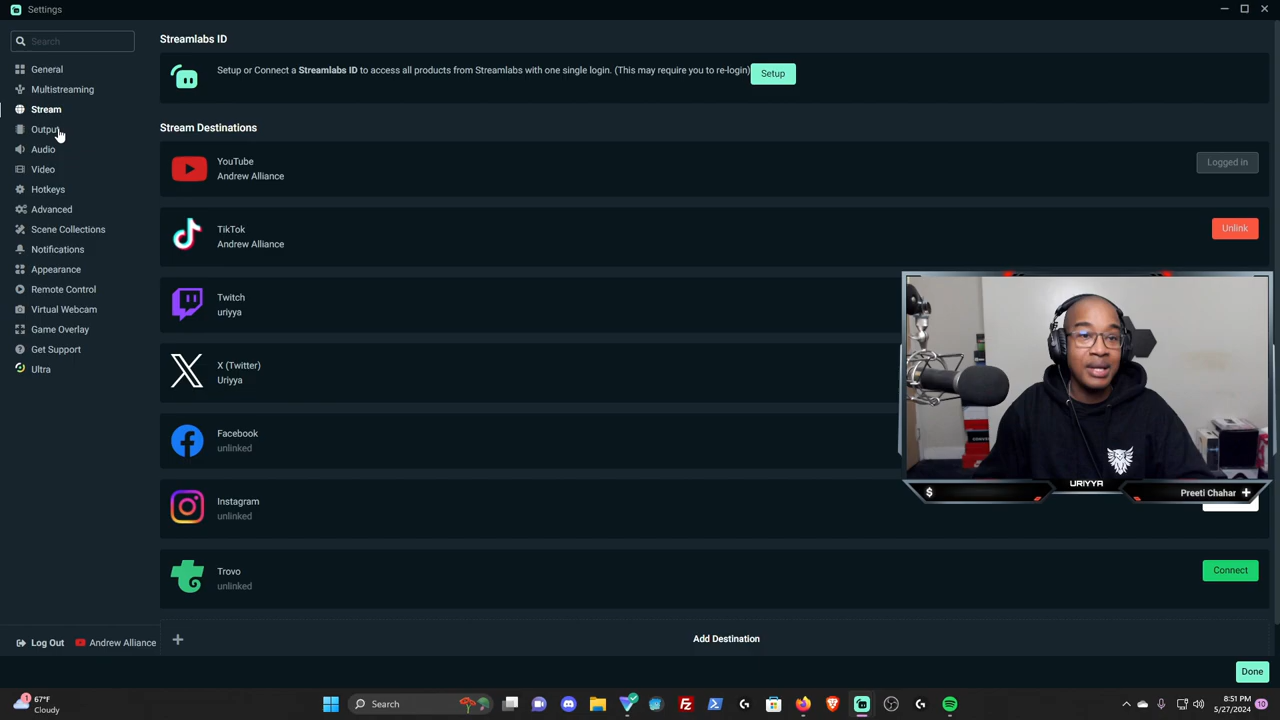 Settings
Search
General
Multistreaming
Stream
Output
Audio
Video
Hotkeys
Advanced
Scene Collections
Notifications
Appearance
Remote Control
Virtual Webcam
Game Overlay
Get Support
Ultra
Log Out
Andrew Alliance
Streamlabs ID
Setup or Connect a Streamlabs ID to access all products from Streamlabs with one single login. (This may require you to re-login)
Setup
Stream Destinations
YouTube
Andrew Alliance
Logged in
TikTok
Andrew Alliance
Unlink
Twitch
uriyya
X (Twitter)
Uriyya
Facebook
unlinked
Instagram
unlinked
URIYYA
$
Preeti Chahar +
Trovo
unlinked
Connect
+
Add Destination
Done
1
67°F
Cloudy
Search
8:51 PM
5/27/2024
10